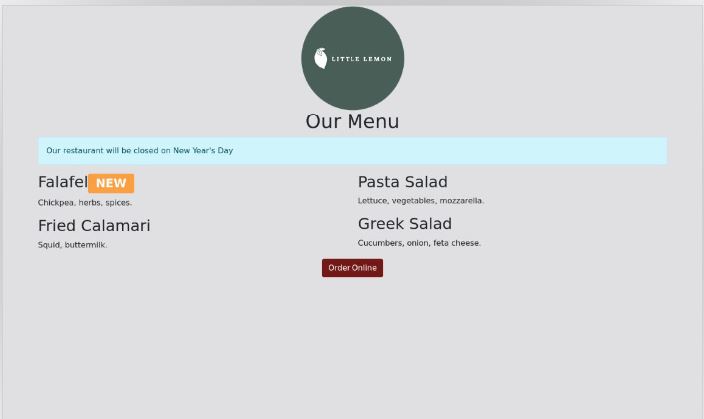 LITTLE LEMON
Our Menu
Our restaurant will be closed on New Year's Day
Falafel NEW
Chickpea, herbs, spices.
Fried Calamari
Squid, buttermilk.
Pasta Salad
Lettuce, vegetables, mozzarella.
Greek Salad
Cucumbers, onion, feta cheese.
Order Online